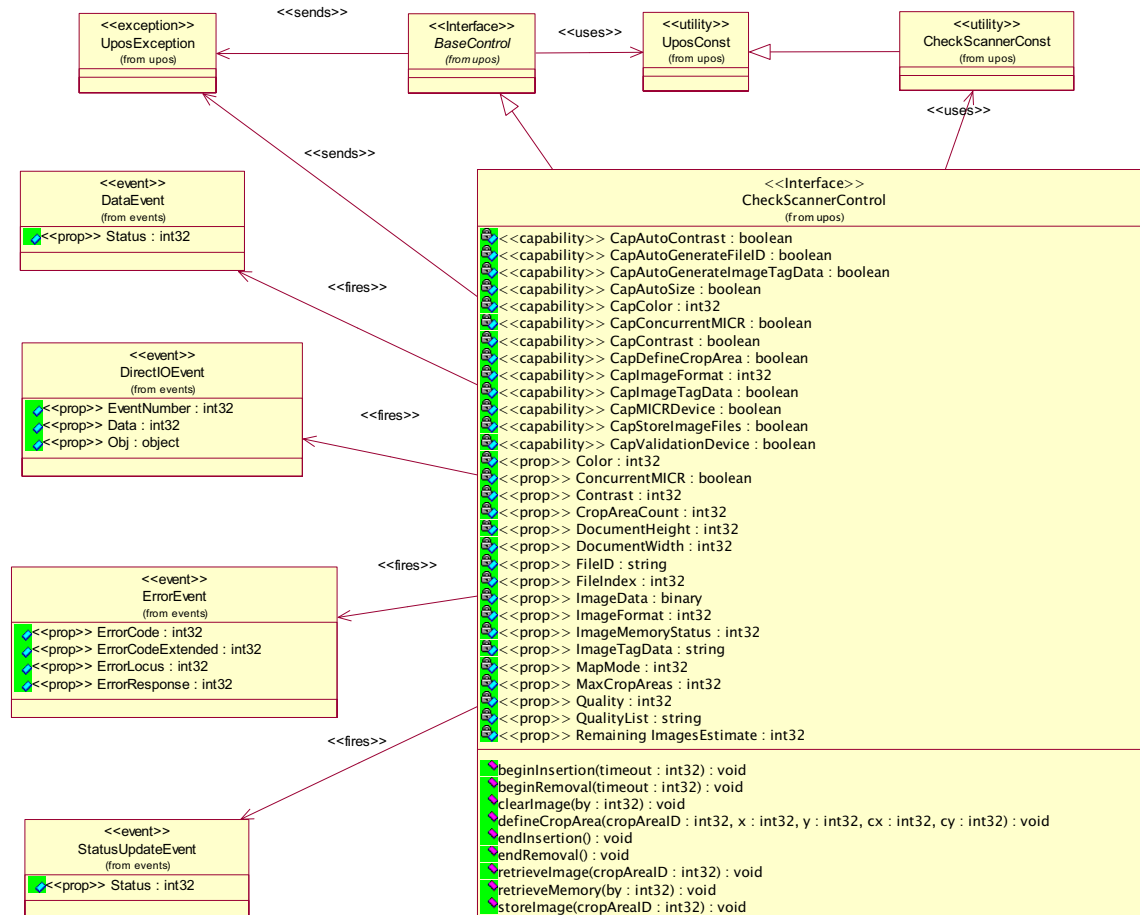 <<sends>>
<<exception>>
UposException
(from upos)
<<Interface>>
BaseControl
(from upos)
<<uses>>
<<utility>>
UposConst
(from upos)
<<utility>>
CheckScannerConst
(from upos)
<<uses>>
<<sends>>
<<event>>
DataEvent
(from events)
<<prop>> Status : int32
<<fires>>
<<event>>
DirectIOEvent
(from events)
<<prop>> EventNumber : int32
<<prop>> Data : int32
<<prop>> Obj : object
<<fires>>
<<event>>
ErrorEvent
(from events)
<<prop>> ErrorCode : int32
<<prop>> ErrorCodeExtended : int32
<<prop>> ErrorLocus : int32
<<prop>> ErrorResponse : int32
<<fires>>
<<event>>
StatusUpdateEvent
(from events)
<<prop>> Status : int32
<<fires>>
<<Interface>>
CheckScannerControl
(from upos)
<<capability>> CapAutoContrast : boolean
<<capability>> CapAutoGenerateFileID : boolean
<<capability>> CapAutoGenerateImageTagData : boolean
<<capability>> CapAutoSize : boolean
<<capability>> CapColor : int32
<<capability>> CapConcurrentMICR : boolean
<<capability>> CapContrast : boolean
<<capability>> CapDefineCropArea : boolean
<<capability>> CapImageFormat : int32
<<capability>> CapImageTagData : boolean
<<capability>> CapMICRDevice : boolean
<<capability>> CapStoreImageFiles : boolean
<<capability>> CapValidationDevice : boolean
<<prop>> Color : int32
<<prop>> ConcurrentMICR : boolean
<<prop>> Contrast : int32
<<prop>> CropAreaCount : int32
<<prop>> DocumentHeight : int32
<<prop>> DocumentWidth : int32
<<prop>> FileID : string
<<prop>> FileIndex : int32
<<prop>> ImageData : binary
<<prop>> ImageFormat : int32
<<prop>> ImageMemoryStatus : int32
<<prop>> ImageTagData : string
<<prop>> MapMode : int32
<<prop>> MaxCropAreas : int32
<<prop>> Quality : int32
<<prop>> QualityList : string
<<prop>> Remaining ImagesEstimate : int32
beginInsertion(timeout : int32) : void
beginRemoval(timeout : int32) : void
clearImage(by : int32) : void
defineCropArea(cropAreaID : int32, x : int32, y : int32, cx : int32, cy : int32) : void
endInsertion() : void
endRemoval() : void
retrieveImage(cropAreaID : int32) : void
retrieveMemory(by : int32) : void
storeImage(cropAreaID : int32) : void